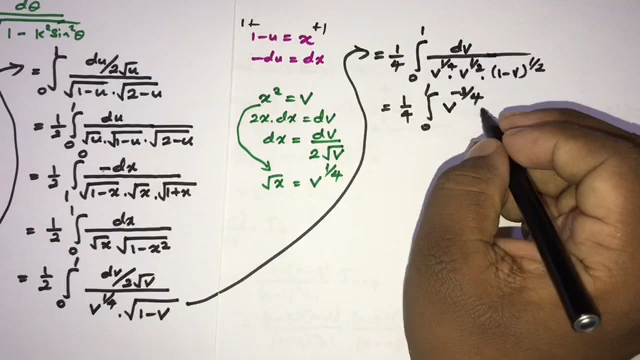 dθ
√1 - k²sin²θ
= ∫₀¹ du/2√u / √1-u · √2-u
= 1/2 ∫₀¹ du / √u · √1-u · √2-u
= 1/2 ∫₁⁰ -dx / √1-x · √x · √1+x
= 1/2 ∫₀¹ dx / √x √1-x²
= 1/2 ∫₀¹ dv/2√v / v^1/4 · √1-v
1+ +1
1-u = x
-du = dx
x² = v
2x.dx = dv
dx = dv / 2√v
√x = v^1/4
= 1/4 ∫₀¹ dv / v^1/4 · v^1/2 · (1-v)^1/2
= 1/4 ∫₀¹ v^-3/4